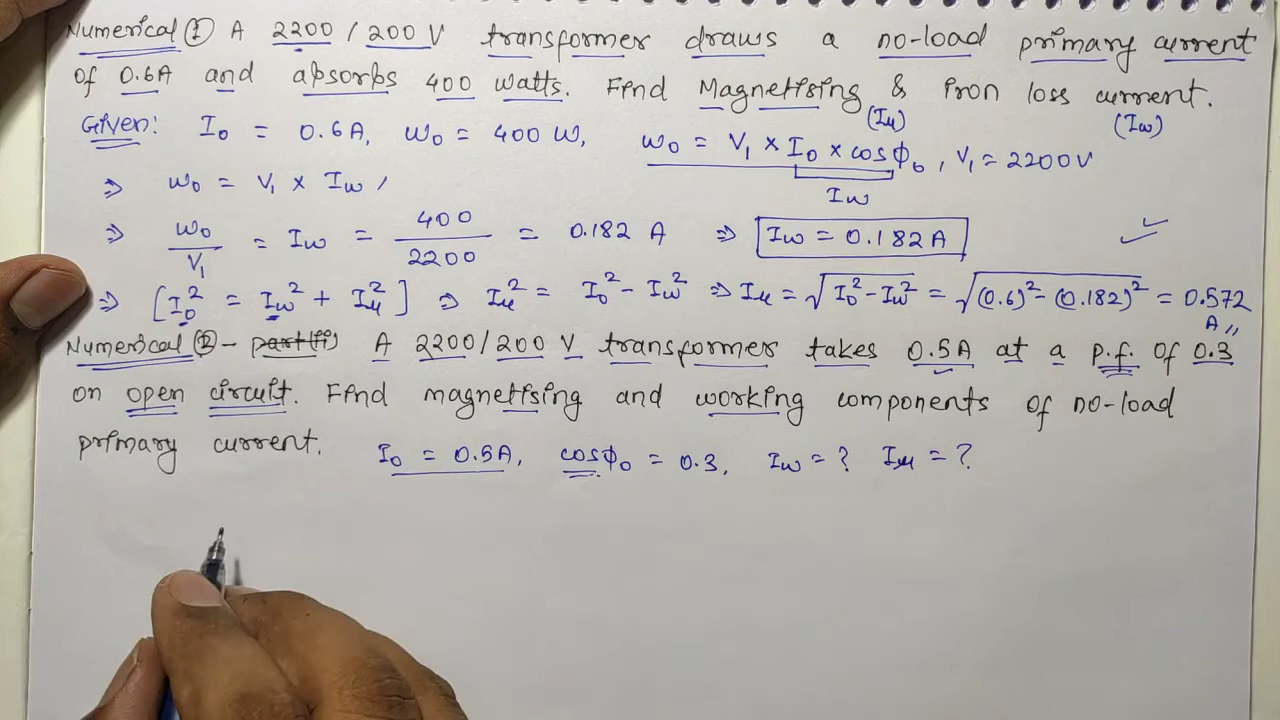 Numerical ① A 2200 / 200 V transformer draws a no-load primary current
of 0.6A and absorbs 400 watts. Find Magnetising & iron loss current.
(Iμ) (Iw)
Given: I₀ = 0.6A, w₀ = 400 W, w₀ = V₁ × I₀ × cosφ₀, V₁ = 2200V
Iw
⇒ w₀ = V₁ × Iw,
⇒ w₀/V₁ = Iw = 400/2200 = 0.182 A ⇒ Iw = 0.182A
⇒ [I₀² = Iw² + Iμ²] ⇒ Iμ² = I₀² - Iw² ⇒ Iμ = √(I₀² - Iw²) = √((0.6)² - (0.182)²) = 0.572 A,,
Numerical ② - part(ii) A 2200/200 V transformer takes 0.5A at a p.f. of 0.3
on open circuit. Find magnetising and working components of no-load
primary current. I₀ = 0.5A, cosφ₀ = 0.3, Iw = ? Iμ = ?